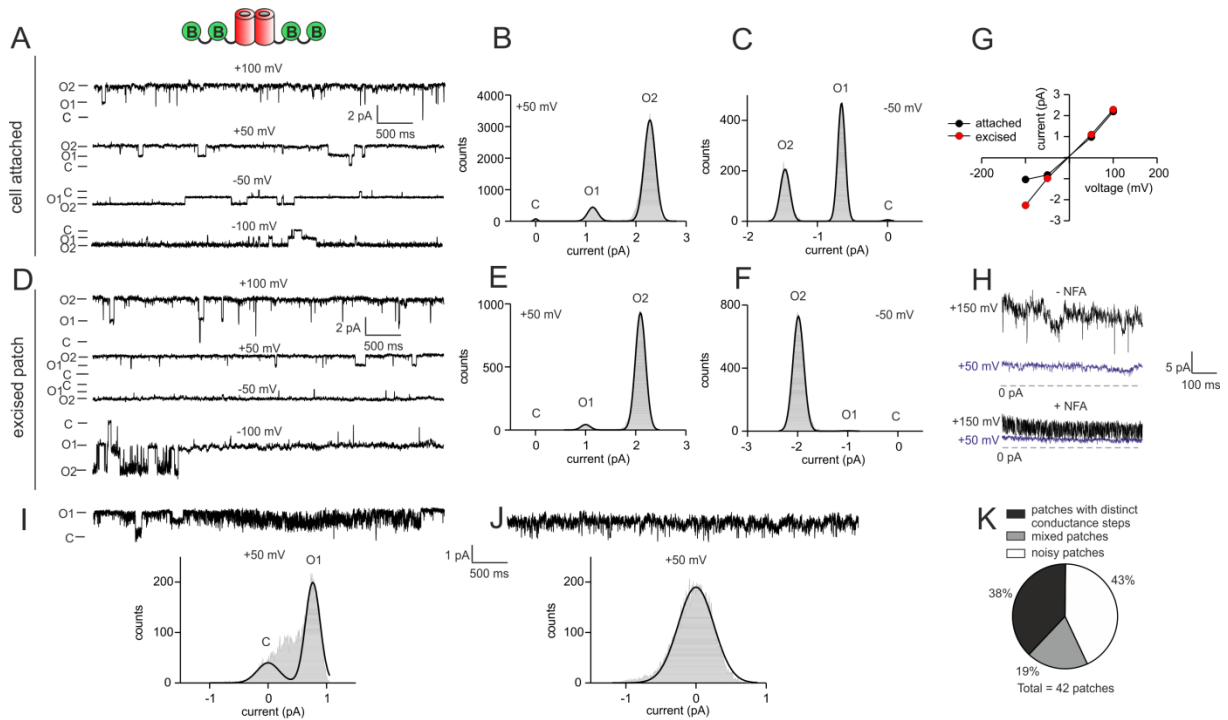 B B B B
A
cell attached
+100 mV
O2
O1
C
2 pA
500 ms
+50 mV
O2
O1
C
-50 mV
C
O1
O2
-100 mV
C
O1
O2
B
4000
3000
2000
1000
0
counts
+50 mV
C
O1
O2
0 1 2 3
current (pA)
C
400
200
0
counts
-50 mV
O2
O1
C
-2 -1 0
current (pA)
G
attached
excised
current (pA)
3
2
1
-1
-2
-3
-200 -100 100 200
voltage (mV)
D
excised patch
+100 mV
O2
O1
C
2 pA
500 ms
+50 mV
O2
O1
C
-50 mV
C
O1
O2
-100 mV
C
O1
O2
E
1000
500
0
counts
+50 mV
C
O1
O2
0 1 2 3
current (pA)
F
800
400
0
counts
-50 mV
O2
O1
C
-3 -2 -1 0
current (pA)
H
- NFA
+150 mV
+50 mV
0 pA
5 pA
100 ms
+ NFA
+150 mV
+50 mV
0 pA
I
O1
C
+50 mV
200
100
0
counts
C
O1
-1 0 1
current (pA)
1 pA
500 ms
J
+50 mV
200
100
0
counts
-1 0 1
current (pA)
K
patches with distinct
conductance steps
mixed patches
noisy patches
38%
43%
19%
Total = 42 patches